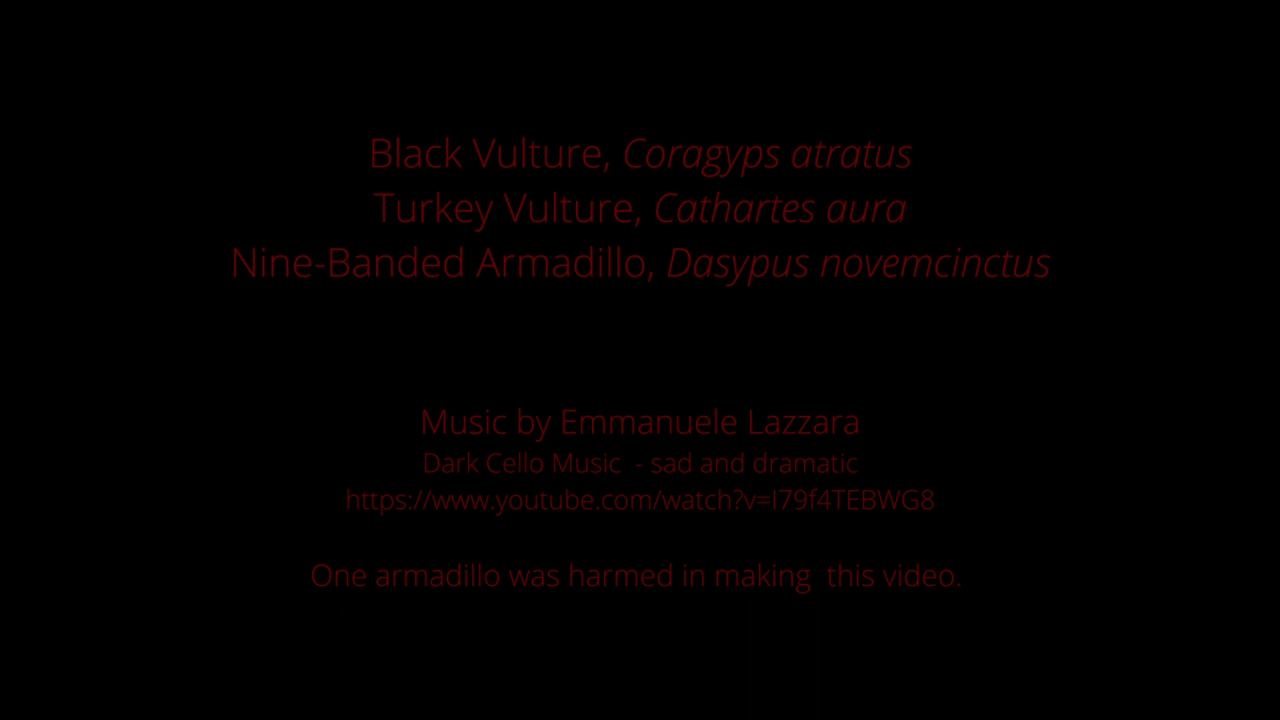 Black Vulture, Coragyps atratus
Turkey Vulture, Cathartes aura
Nine-Banded Armadillo, Dasypus novemcinctus
Music by Emmanuele Lazzara
Dark Cello Music  - sad and dramatic
https://www.youtube.com/watch?v=I79f4TEBWG8
One armadillo was harmed in making  this video.